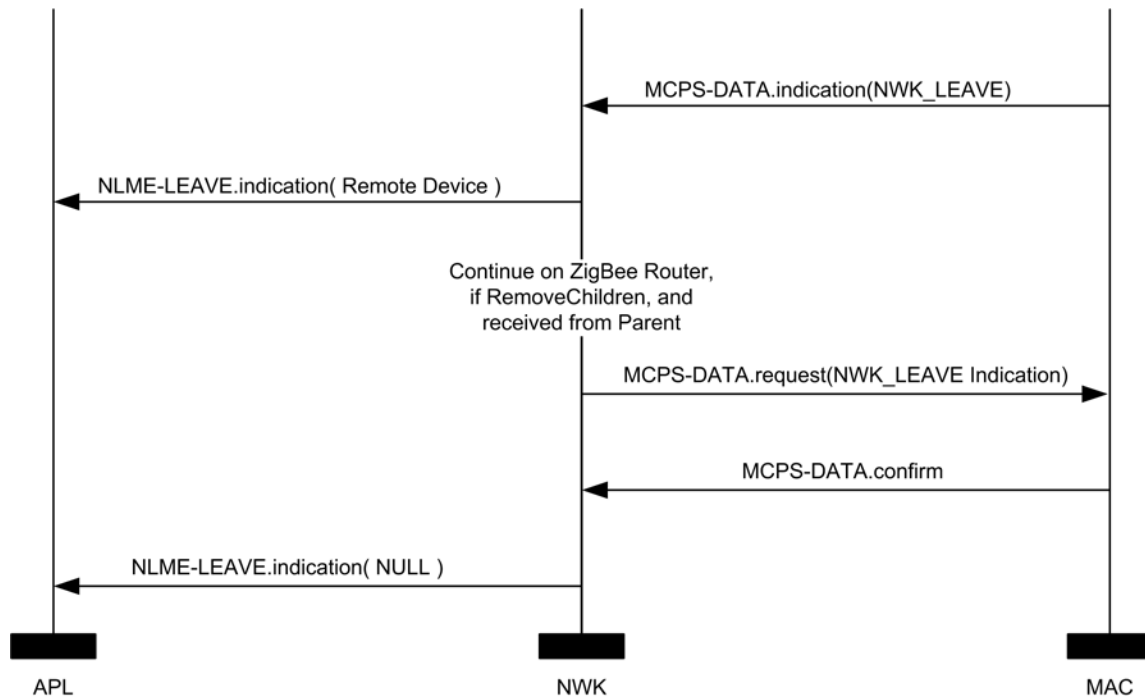 MCPS-DATA.indication(NWK_LEAVE)
NLME-LEAVE.indication( Remote Device )
Continue on ZigBee Router,
if RemoveChildren, and
received from Parent
MCPS-DATA.request(NWK_LEAVE Indication)
MCPS-DATA.confirm
NLME-LEAVE.indication( NULL )
APL
NWK
MAC